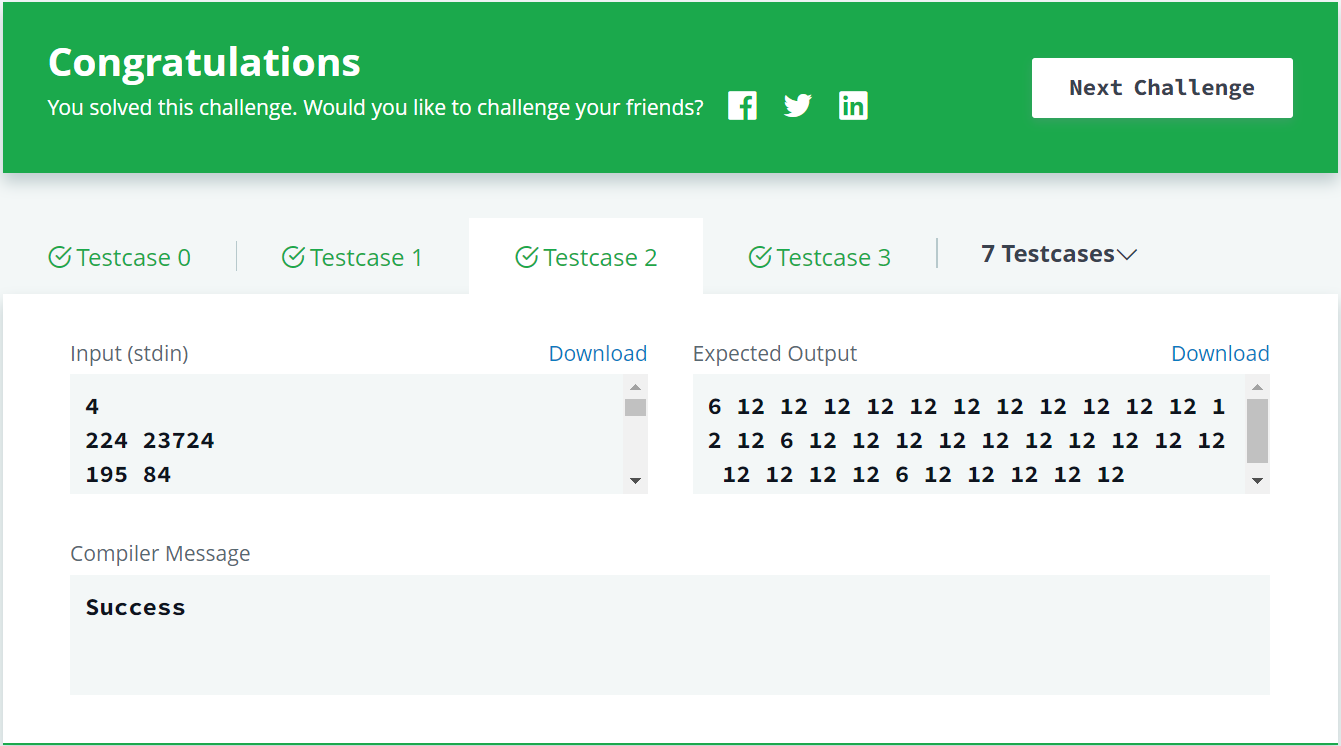 Congratulations
You solved this challenge. Would you like to challenge your friends?
Next Challenge
Testcase 0
Testcase 1
Testcase 2
Testcase 3
7 Testcases
Input (stdin)
Download
4
224 23724
195 84
Expected Output
Download
6 12 12 12 12 12 12 12 12 12 12 12 1
2 12 6 12 12 12 12 12 12 12 12 12 12
12 12 12 12 6 12 12 12 12 12
Compiler Message
Success